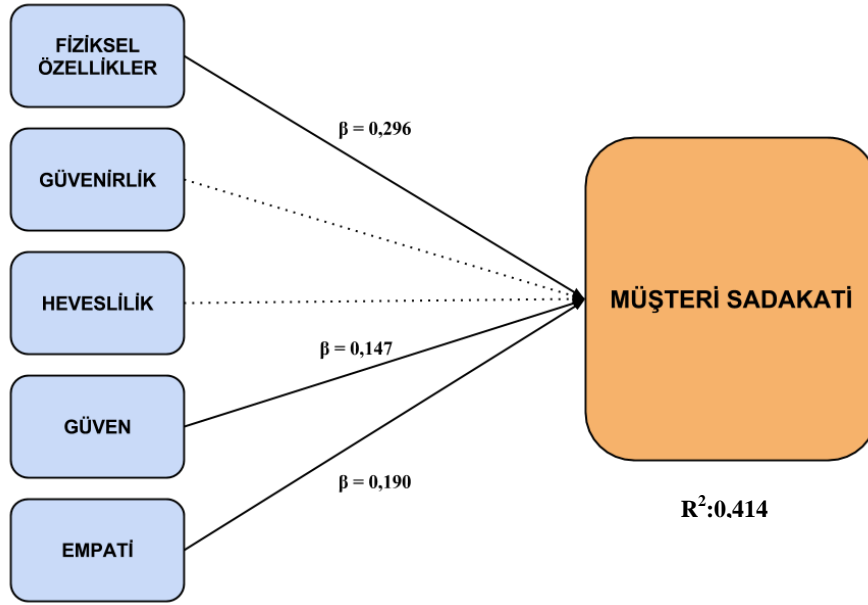 FİZİKSEL
ÖZELLİKLER
β = 0,296
GÜVENİRLİK
HEVESLİLİK
MÜŞTERİ SADAKATİ
β = 0,147
GÜVEN
β = 0,190
R²:0,414
EMPATİ